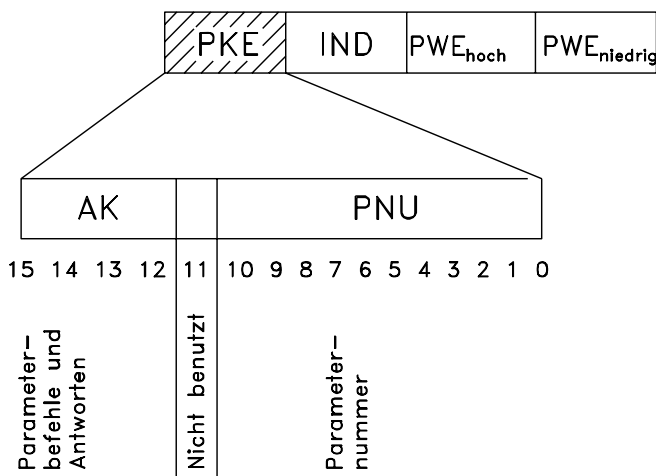 PKE IND PWEhoch PWEniedrig
AK PNU
15 14 13 12 11 10 9 8 7 6 5 4 3 2 1 0
Parameter-
befehle und
Antworten
Nicht benutzt
Parameter-
nummer